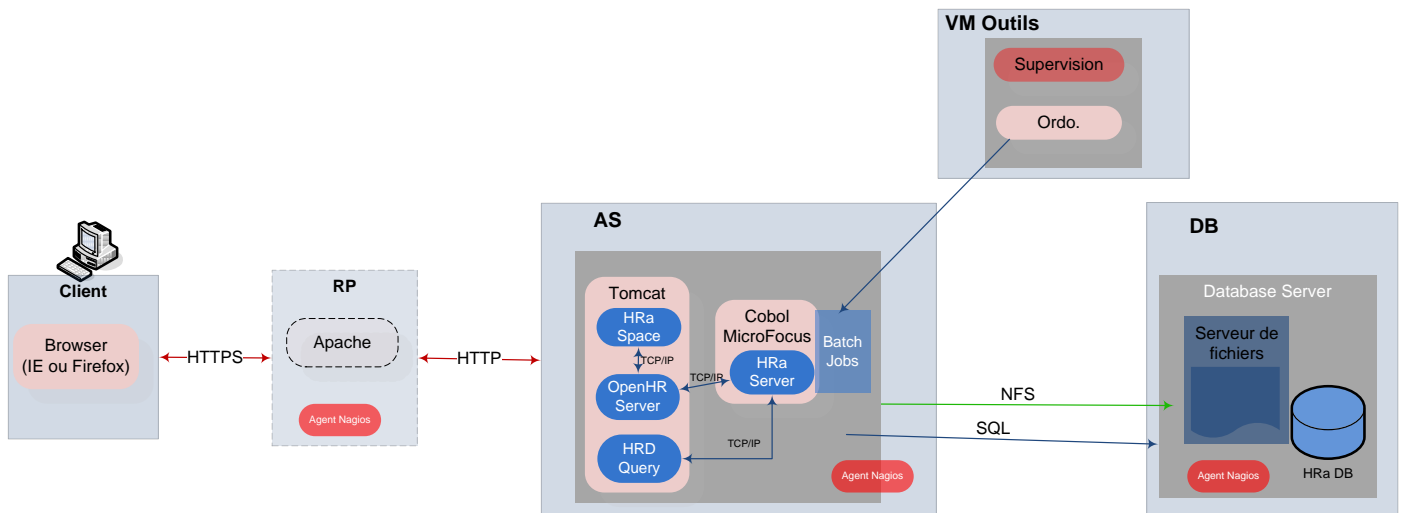 VM Outils
Supervision
Ordo.
Client
Browser
(IE ou Firefox)
HTTPS
RP
Apache
Agent Nagios
HTTP
AS
Tomcat
HRa
Space
TCP/IP
OpenHR
Server
TCP/IP
HRD
Query
TCP/IP
Cobol
MicroFocus
HRa
Server
Batch
Jobs
Agent Nagios
NFS
SQL
DB
Database Server
Serveur de
fichiers
HRa DB
Agent Nagios